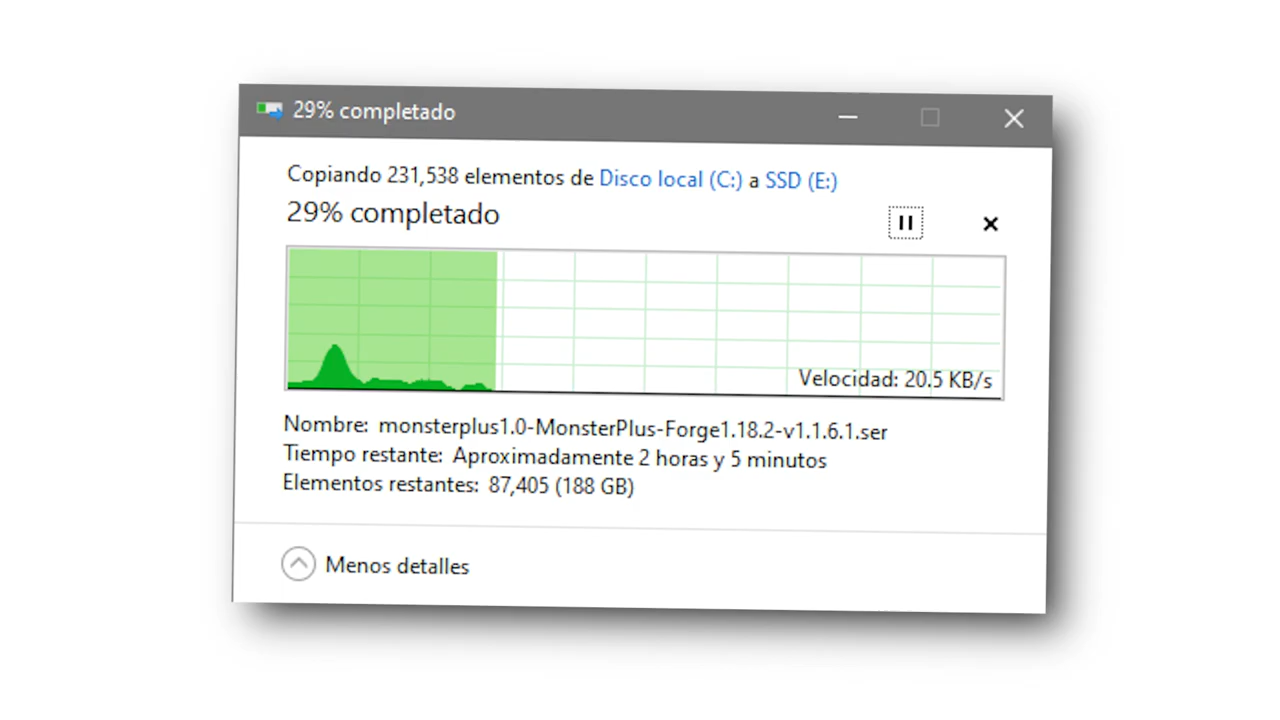 29% completado
Copiando 231,538 elementos de Disco local (C:) a SSD (E:)
29% completado
Velocidad: 20.5 KB/s
Nombre: monsterplus1.0-MonsterPlus-Forge1.18.2-v1.1.6.1.ser
Tiempo restante: Aproximadamente 2 horas y 5 minutos
Elementos restantes: 87,405 (188 GB)
Menos detalles